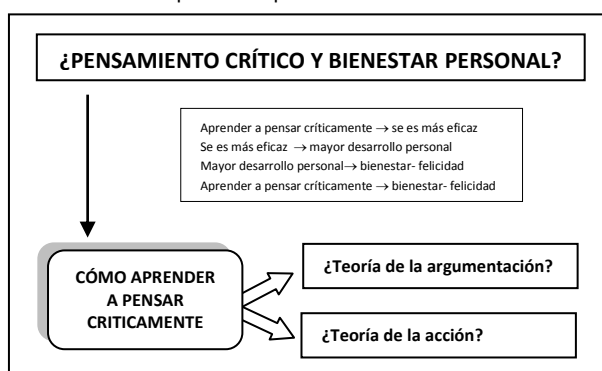 ¿PENSAMIENTO CRÍTICO Y BIENESTAR PERSONAL?
Aprender a pensar críticamente → se es más eficaz
Se es más eficaz → mayor desarrollo personal
Mayor desarrollo personal→ bienestar- felicidad
Aprender a pensar críticamente → bienestar- felicidad
CÓMO APRENDER
A PENSAR
CRITICAMENTE
¿Teoría de la argumentación?
¿Teoría de la acción?